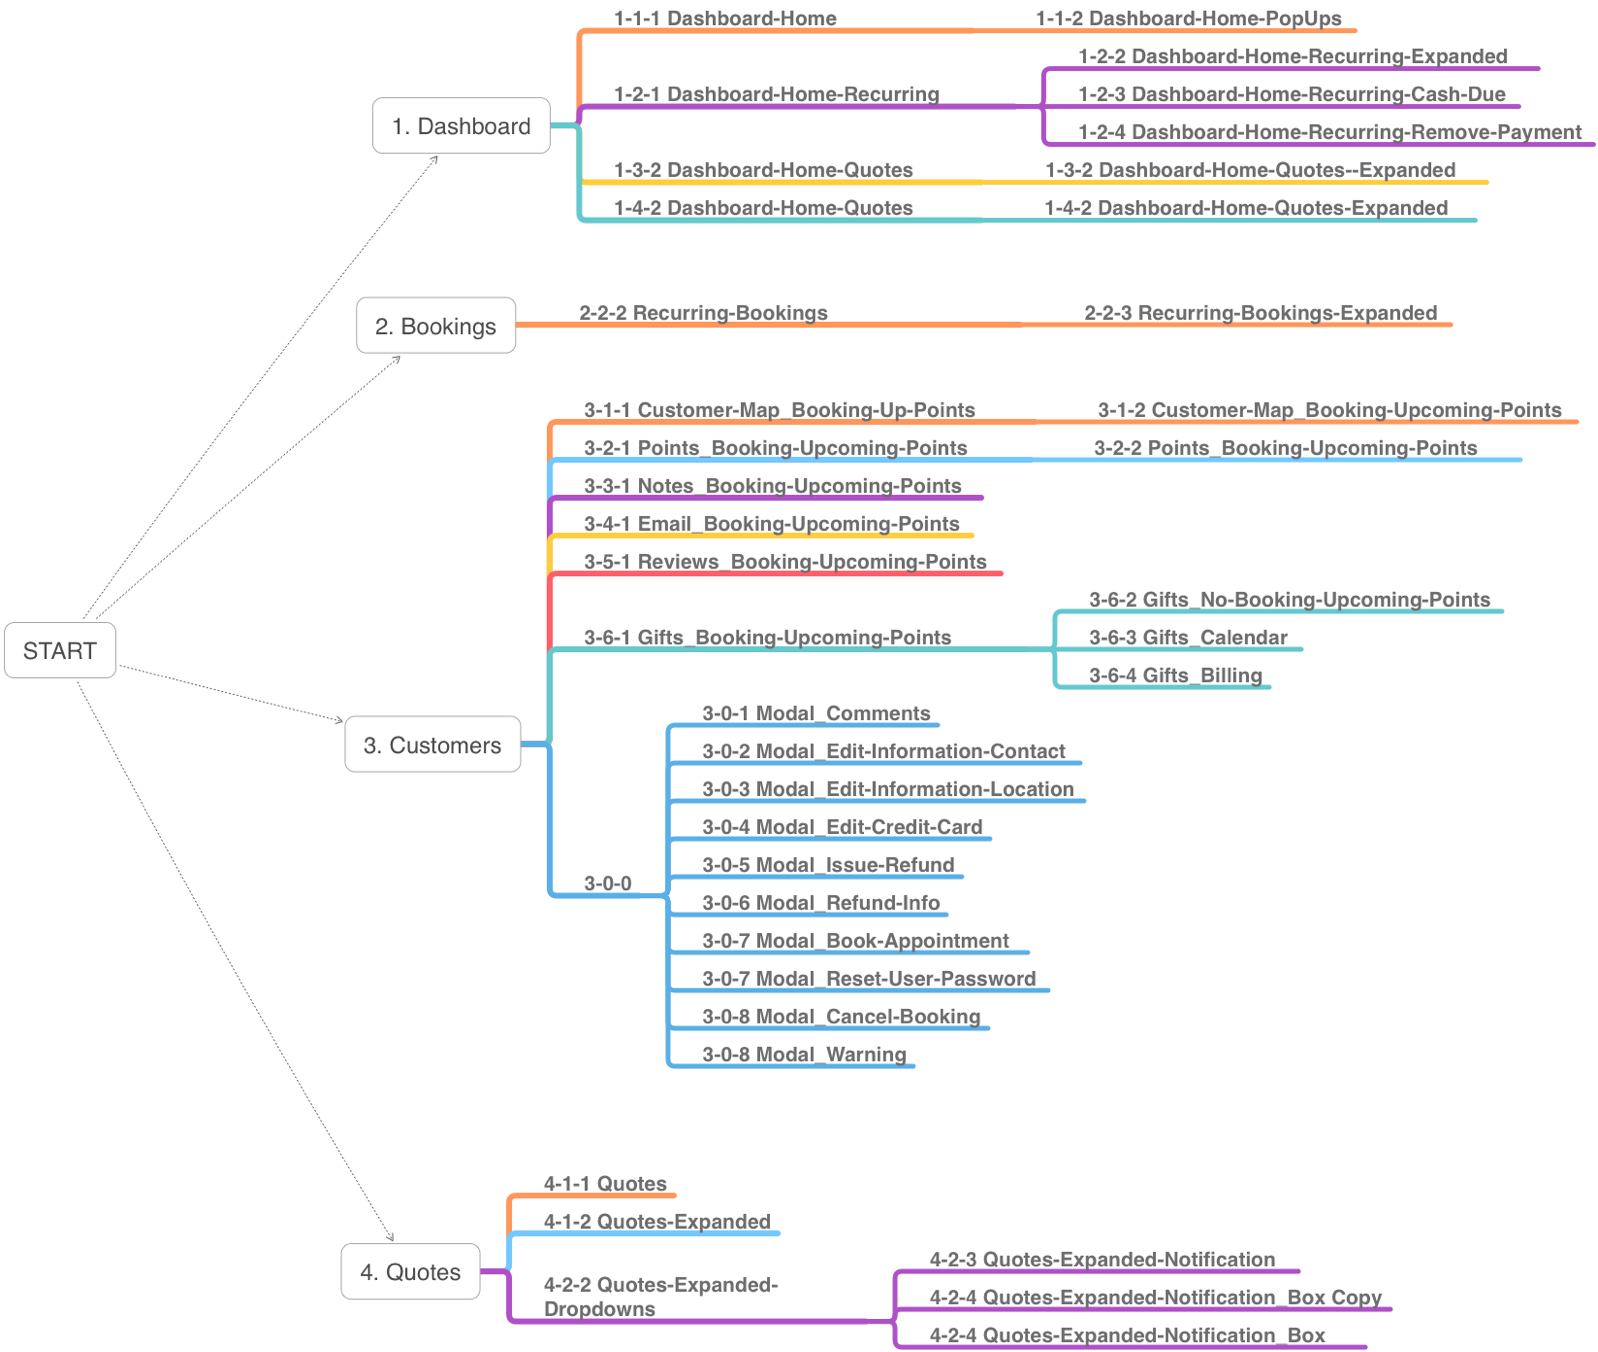 START
1. Dashboard
1-1-1 Dashboard-Home
1-1-2 Dashboard-Home-PopUps
1-2-1 Dashboard-Home-Recurring
1-2-2 Dashboard-Home-Recurring-Expanded
1-2-3 Dashboard-Home-Recurring-Cash-Due
1-2-4 Dashboard-Home-Recurring-Remove-Payment
1-3-2 Dashboard-Home-Quotes
1-3-2 Dashboard-Home-Quotes--Expanded
1-4-2 Dashboard-Home-Quotes
1-4-2 Dashboard-Home-Quotes-Expanded
2. Bookings
2-2-2 Recurring-Bookings
2-2-3 Recurring-Bookings-Expanded
3. Customers
3-1-1 Customer-Map_Booking-Up-Points
3-1-2 Customer-Map_Booking-Upcoming-Points
3-2-1 Points_Booking-Upcoming-Points
3-2-2 Points_Booking-Upcoming-Points
3-3-1 Notes_Booking-Upcoming-Points
3-4-1 Email_Booking-Upcoming-Points
3-5-1 Reviews_Booking-Upcoming-Points
3-6-1 Gifts_Booking-Upcoming-Points
3-6-2 Gifts_No-Booking-Upcoming-Points
3-6-3 Gifts_Calendar
3-6-4 Gifts_Billing
3-0-0
3-0-1 Modal_Comments
3-0-2 Modal_Edit-Information-Contact
3-0-3 Modal_Edit-Information-Location
3-0-4 Modal_Edit-Credit-Card
3-0-5 Modal_Issue-Refund
3-0-6 Modal_Refund-Info
3-0-7 Modal_Book-Appointment
3-0-7 Modal_Reset-User-Password
3-0-8 Modal_Cancel-Booking
3-0-8 Modal_Warning
4. Quotes
4-1-1 Quotes
4-1-2 Quotes-Expanded
4-2-2 Quotes-Expanded-
Dropdowns
4-2-3 Quotes-Expanded-Notification
4-2-4 Quotes-Expanded-Notification_Box Copy
4-2-4 Quotes-Expanded-Notification_Box